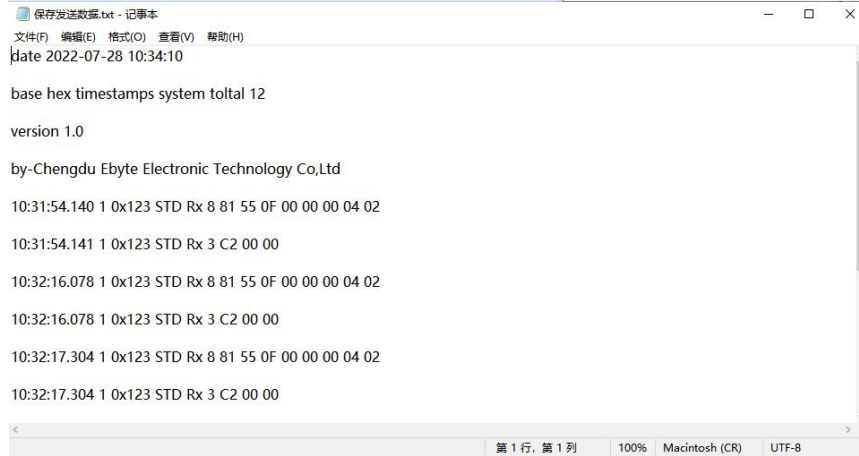 保存发送数据.txt - 记事本
文件(F) 编辑(E) 格式(O) 查看(V) 帮助(H)
date 2022-07-28 10:34:10
base hex timestamps system toltal 12
version 1.0
by-Chengdu Ebyte Electronic Technology Co,Ltd
10:31:54.140 1 0x123 STD Rx 8 81 55 0F 00 00 00 04 02
10:31:54.141 1 0x123 STD Rx 3 C2 00 00
10:32:16.078 1 0x123 STD Rx 8 81 55 0F 00 00 00 04 02
10:32:16.078 1 0x123 STD Rx 3 C2 00 00
10:32:17.304 1 0x123 STD Rx 8 81 55 0F 00 00 00 04 02
10:32:17.304 1 0x123 STD Rx 3 C2 00 00
第 1 行，第 1 列 100% Macintosh (CR) UTF-8